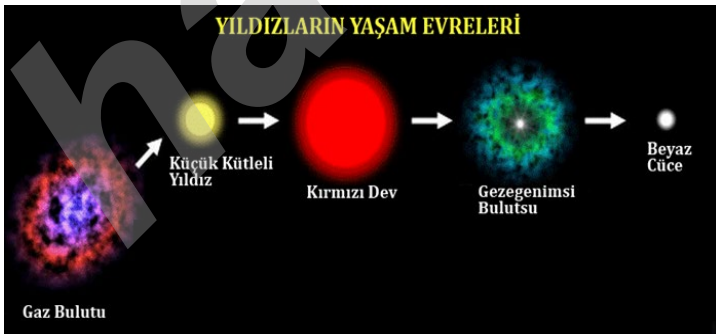 YILDIZLARIN YAŞAM EVRELERİ
Küçük Kütleli
Yıldız
Kırmızı Dev
Gezegenimsi
Bulutsu
Beyaz
Cüce
Gaz Bulutu